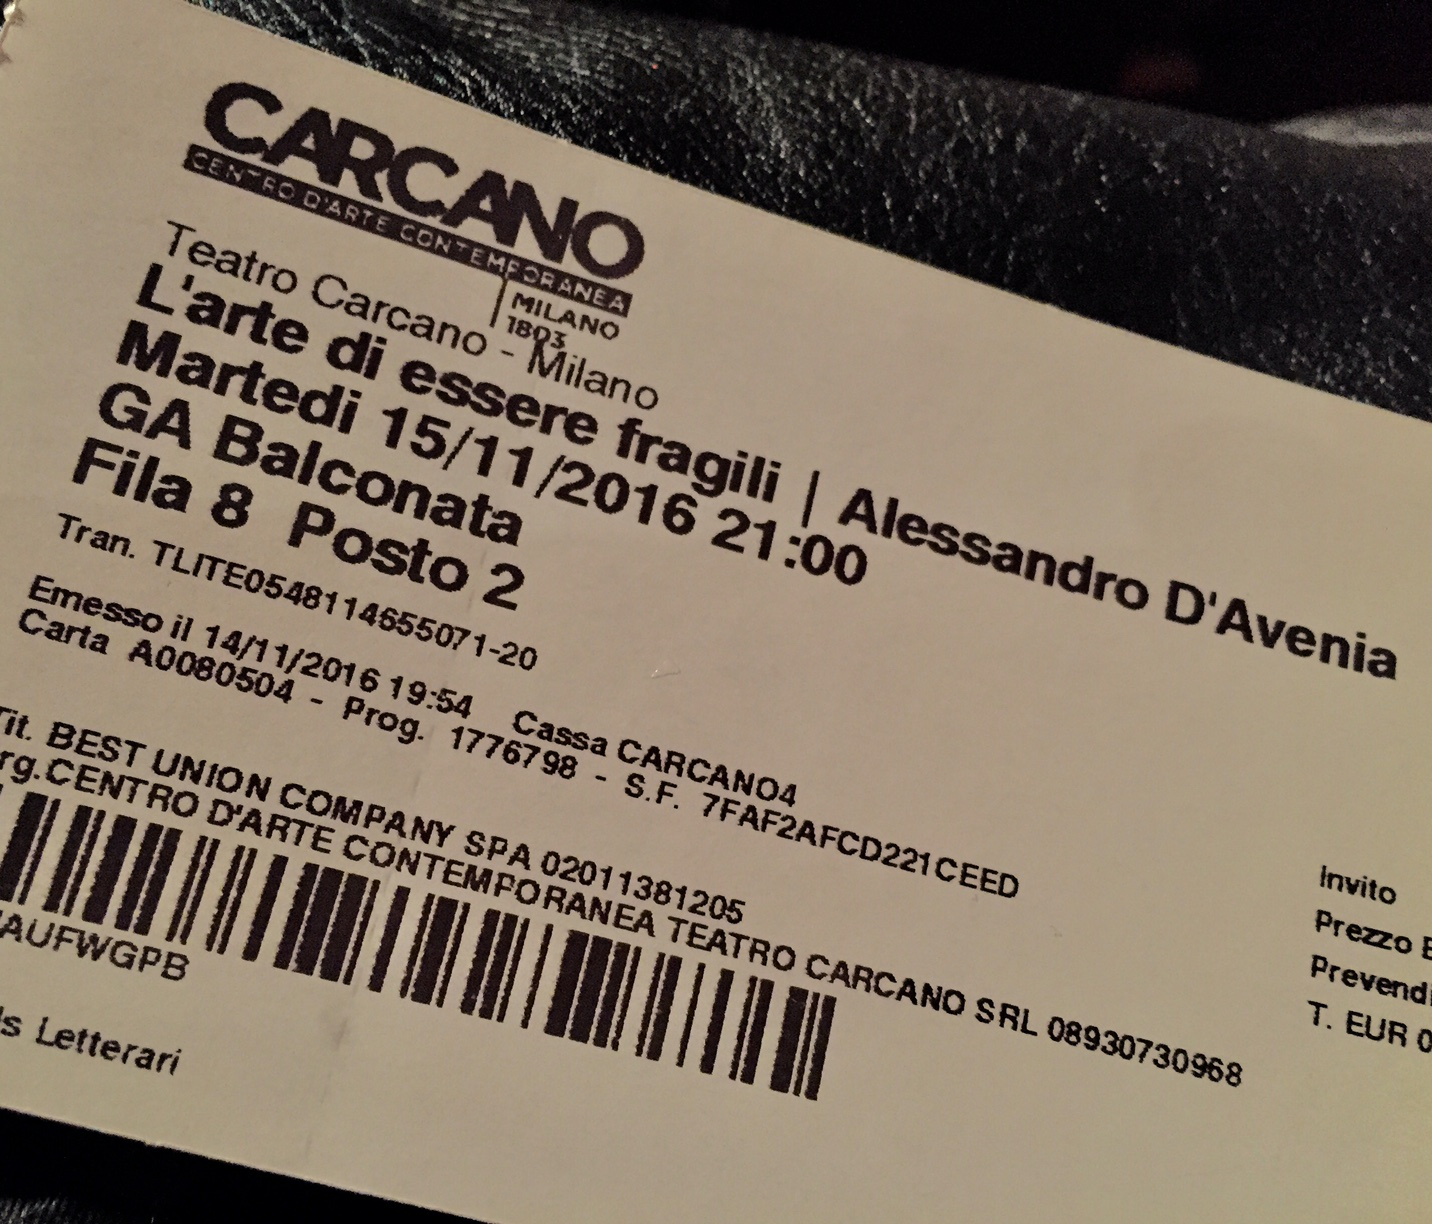 CARCANO
CENTRO D'ARTE CONTEMPORANEA
MILANO
1803
Teatro Carcano - Milano
L'arte di essere fragili | Alessandro D'Avenia
Martedi 15/11/2016 21:00
GA Balconata
Fila 8 Posto 2
Tran. TLITE0548114655071-20
Emesso il 14/11/2016 19:54 Cassa CARCANO4
Carta A0080504 - Prog. 1776798 - S.F. 7FAF2AFCD221CEED
Tit. BEST UNION COMPANY SPA 02011381205
rg.CENTRO D'ARTE CONTEMPORANEA TEATRO CARCANO SRL 08930730968
AUFWGPB
ls Letterari
Invito
Prezzo E
Prevendi
T. EUR 0